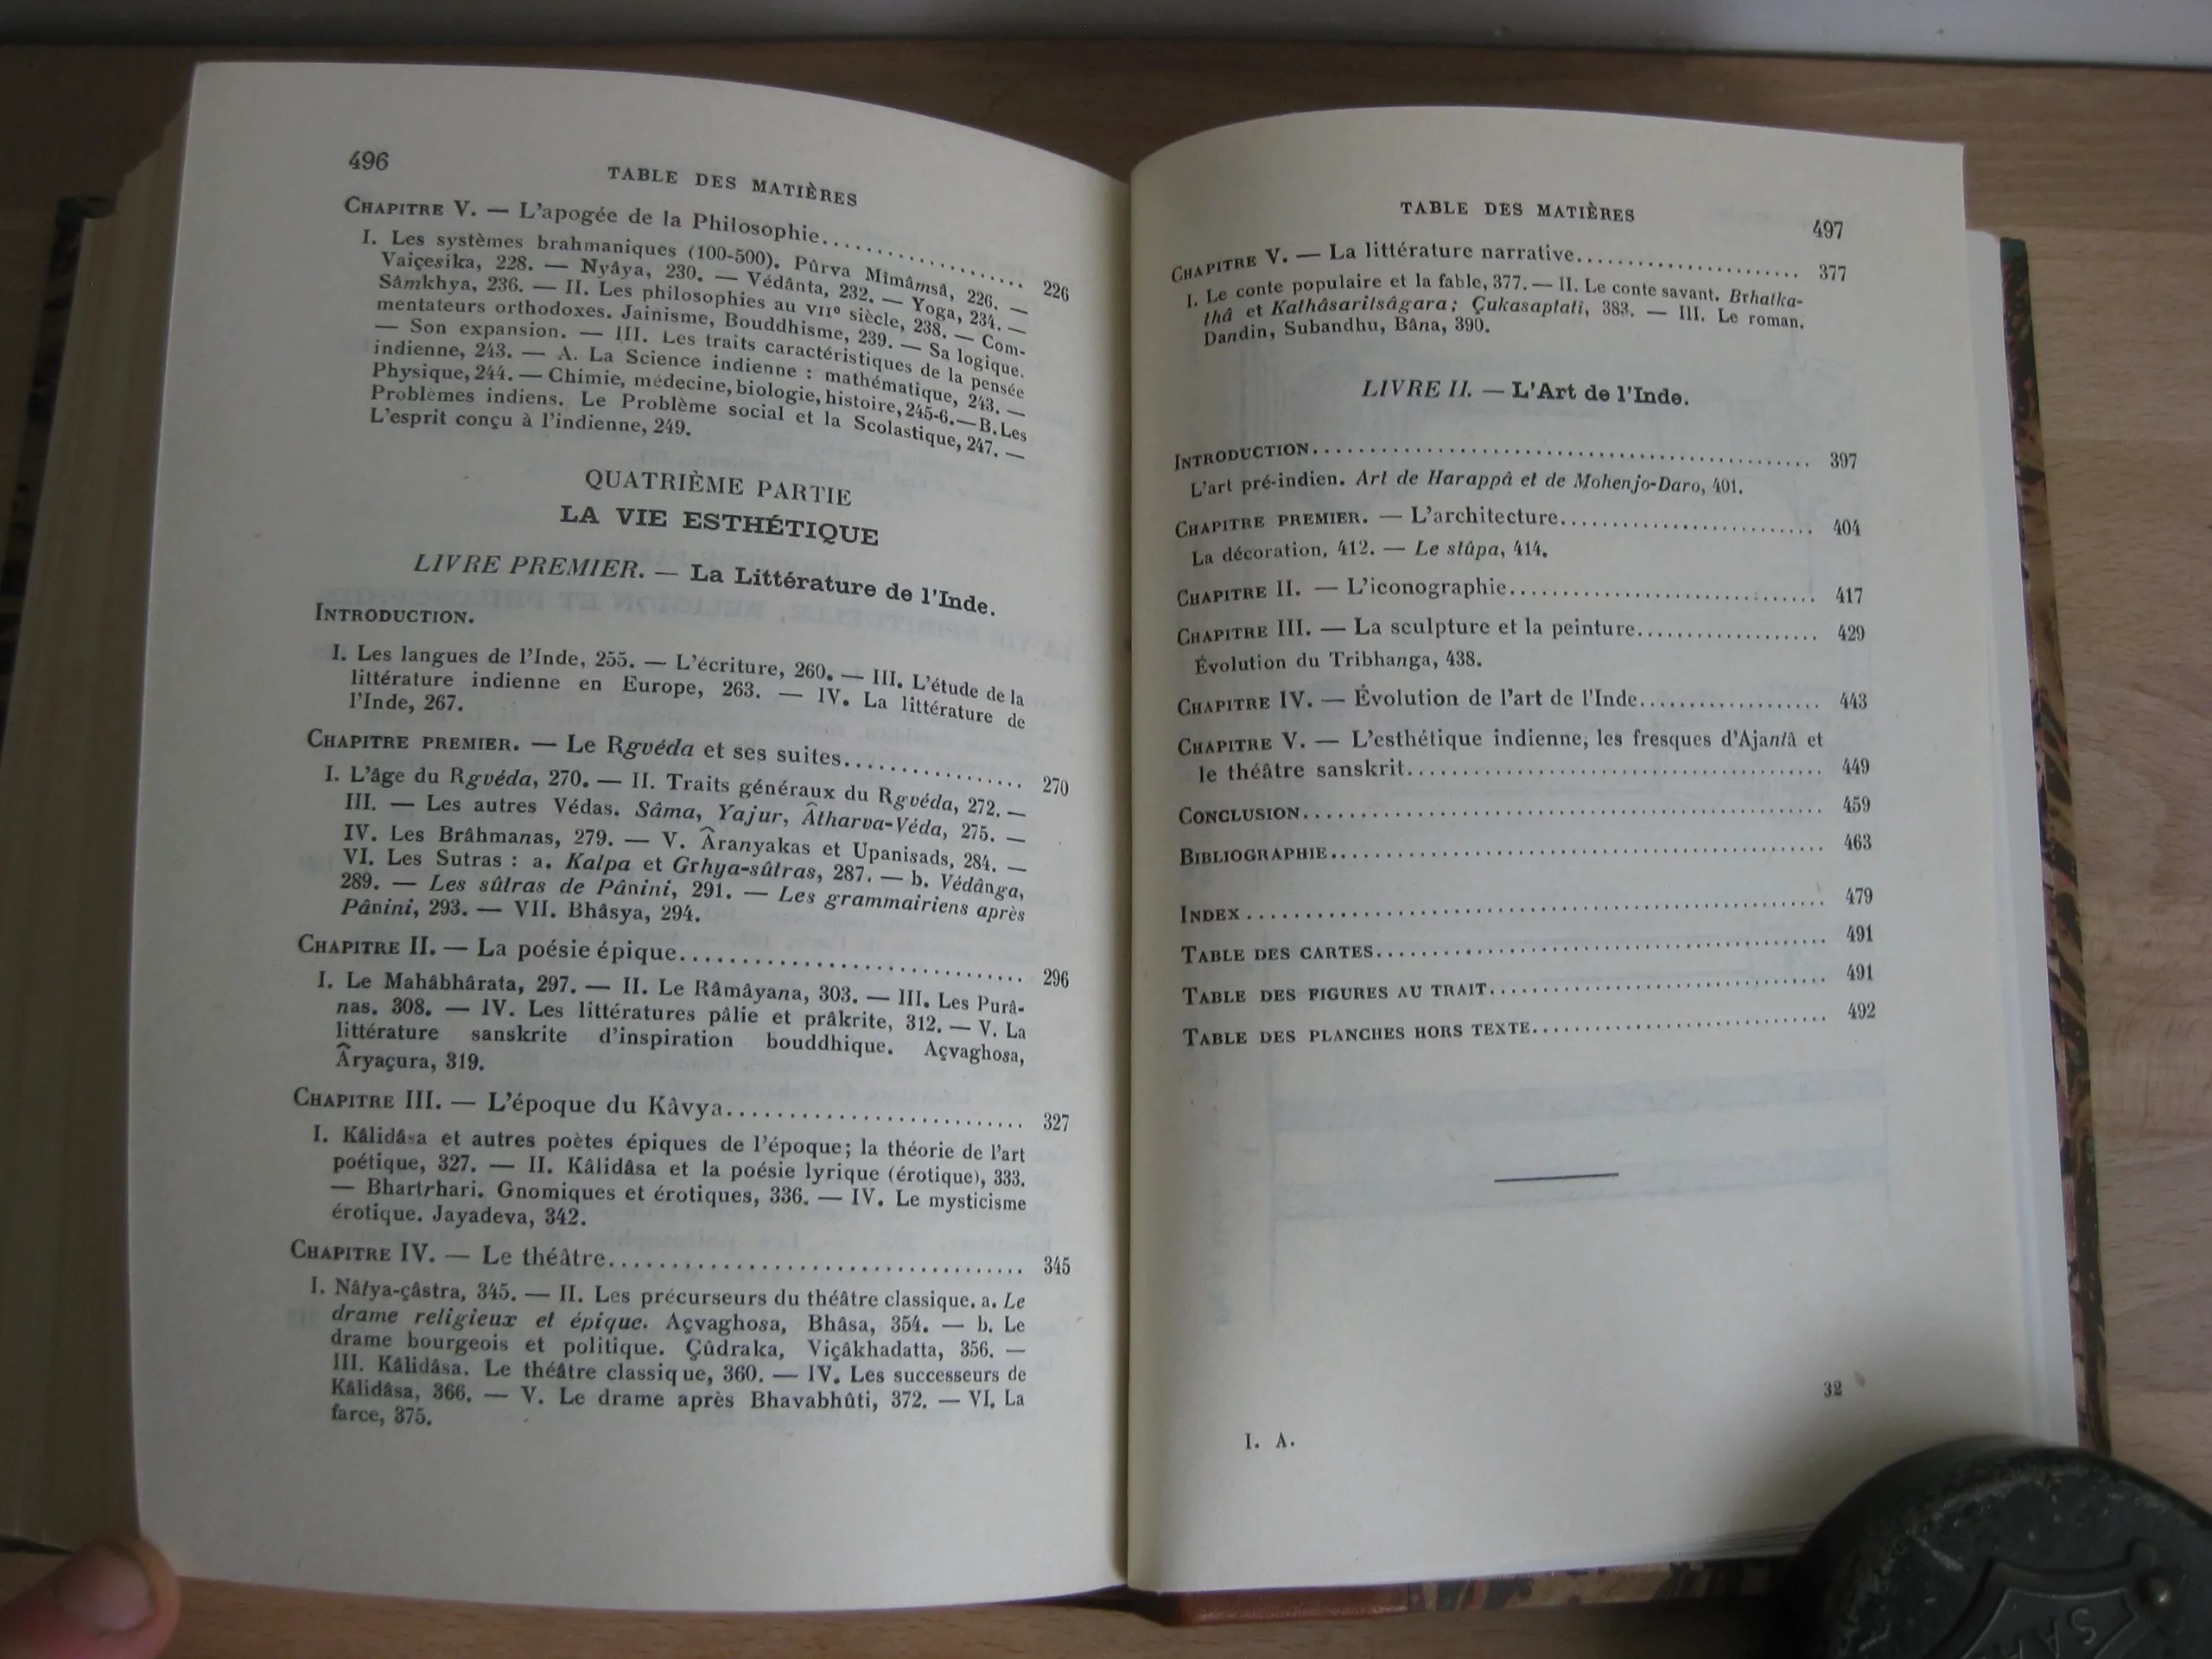 496
TABLE DES MATIÈRES
CHAPITRE V. — L'apogée de la Philosophie........................ 226
I. Les systèmes brahmaniques (100-500). Pûrva Mîmâmsâ, 226. —
Vaiçesika, 228. — Nyâya, 230. — Védânta, 232. — Yoga, 234. —
Sâmkhya, 236. — II. Les philosophies au VIIe siècle, 238. — Com-
mentateurs orthodoxes. Jainisme, Bouddhisme, 239. — Sa logique.
— Son expansion. — III. Les traits caractéristiques de la pensée
indienne, 243. — A. La Science indienne : mathématique, 243. —
Physique, 244. — Chimie, médecine, biologie, histoire, 245-6. — B. Les
Problèmes indiens. Le Problème social et la Scolastique, 247. —
L'esprit conçu à l'indienne, 249.
QUATRIÈME PARTIE
LA VIE ESTHÉTIQUE
LIVRE PREMIER. — La Littérature de l'Inde.
INTRODUCTION.
I. Les langues de l'Inde, 255. — L'écriture, 260. — III. L'étude de la
littérature indienne en Europe, 263. — IV. La littérature de
l'Inde, 267.
CHAPITRE PREMIER. — Le Rgvéda et ses suites................. 270
I. L'âge du Rgvéda, 270. — II. Traits généraux du Rgvéda, 272. —
III. — Les autres Védas. Sâma, Yajur, Âtharva-Véda, 275. —
IV. Les Brâhmanas, 279. — V. Âranyakas et Upanisads, 284. —
VI. Les Sutras : a. Kalpa et Grhya-sûtras, 287. — b. Védânga,
289. — Les sûtras de Pânini, 291. — Les grammairiens après
Pânini, 293. — VII. Bhâsya, 294.
CHAPITRE II. — La poésie épique............................. 296
I. Le Mahâbhârata, 297. — II. Le Râmâyana, 303. — III. Les Purâ-
nas. 308. — IV. Les littératures pâlie et prâkrite, 312. — V. La
littérature sanskrite d'inspiration bouddhique. Açvaghosa,
Âryaçura, 319.
CHAPITRE III. — L'époque du Kâvya......................... 327
I. Kâlidâsa et autres poètes épiques de l'époque; la théorie de l'art
poétique, 327. — II. Kâlidâsa et la poésie lyrique (érotique), 333.
— Bhartrhari. Gnomiques et érotiques, 336. — IV. Le mysticisme
érotique. Jayadeva, 342.
CHAPITRE IV. — Le théâtre.................................. 345
I. Nâtya-çâstra, 345. — II. Les précurseurs du théâtre classique. a. Le
drame religieux et épique. Açvaghosa, Bhâsa, 354. — b. Le
drame bourgeois et politique. Çûdraka, Viçâkhadatta, 356. —
III. Kâlidâsa. Le théâtre classique, 360. — IV. Les successeurs de
Kâlidâsa, 366. — V. Le drame après Bhavabhûti, 372. — VI. La
farce, 375.
TABLE DES MATIÈRES
497
CHAPITRE V. — La littérature narrative....................... 377
I. Le conte populaire et la fable, 377. — II. Le conte savant. Brhatka-
thâ et Kathâsaritsâgara; Çukasaptati, 383. — III. Le roman.
Dandin, Subandhu, Bâna, 390.
LIVRE II. — L'Art de l'Inde.
INTRODUCTION................................................ 397
L'art pré-indien. Art de Harappâ et de Mohenjo-Daro, 401.
CHAPITRE PREMIER. — L'architecture.......................... 404
La décoration, 412. — Le stûpa, 414.
CHAPITRE II. — L'iconographie............................... 417
CHAPITRE III. — La sculpture et la peinture................... 429
Évolution du Tribhanga, 438.
CHAPITRE IV. — Évolution de l'art de l'Inde................... 443
CHAPITRE V. — L'esthétique indienne, les fresques d'Ajantâ et
le théâtre sanskrit.......................................... 449
CONCLUSION.................................................. 459
BIBLIOGRAPHIE............................................... 463
INDEX....................................................... 479
TABLE DES CARTES............................................ 491
TABLE DES FIGURES AU TRAIT.................................. 491
TABLE DES PLANCHES HORS TEXTE............................... 492
32
I. A.